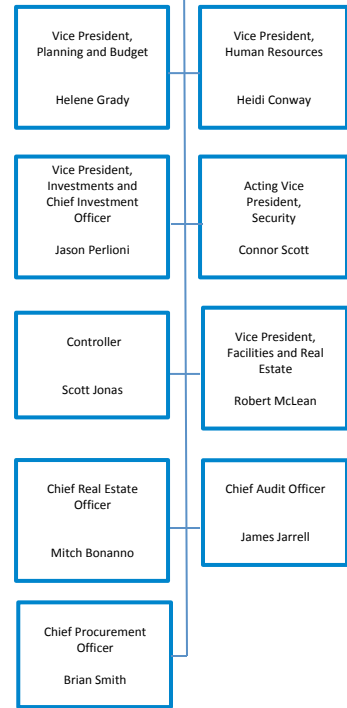 Vice President,
Planning and Budget
Helene Grady
Vice President,
Human Resources
Heidi Conway
Vice President,
Investments and
Chief Investment
Officer
Jason Perlioni
Acting Vice
President,
Security
Connor Scott
Controller
Scott Jonas
Vice President,
Facilities and Real
Estate
Robert McLean
Chief Real Estate
Officer
Mitch Bonanno
Chief Audit Officer
James Jarrell
Chief Procurement
Officer
Brian Smith